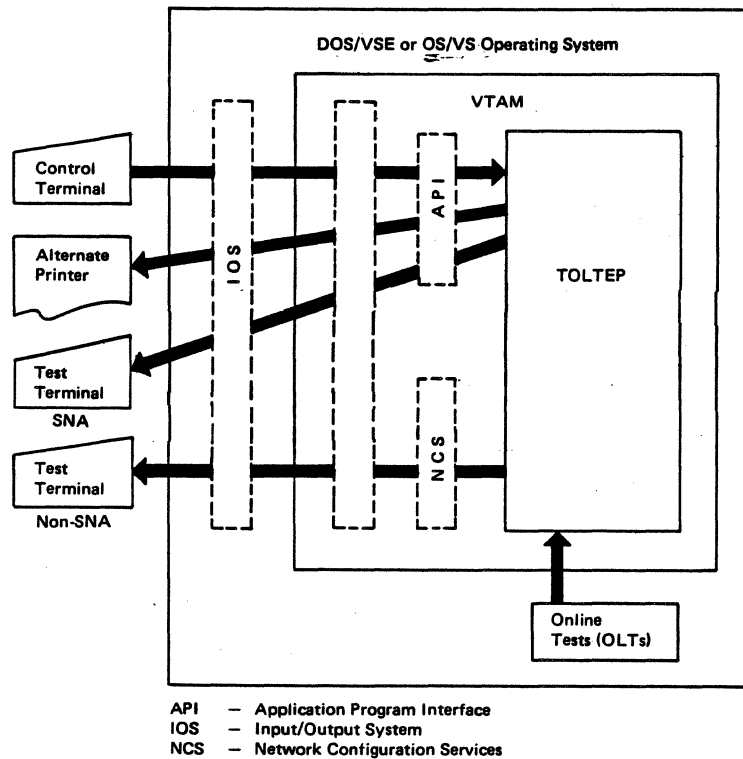 DOS/VSE or OS/VS Operating System
VTAM
Control
Terminal
API
Alternate
Printer
IOS
TOLTEP
Test
Terminal
SNA
NCS
Test
Terminal
Non-SNA
Online
Tests (OLTs)
API – Application Program Interface
IOS – Input/Output System
NCS – Network Configuration Services